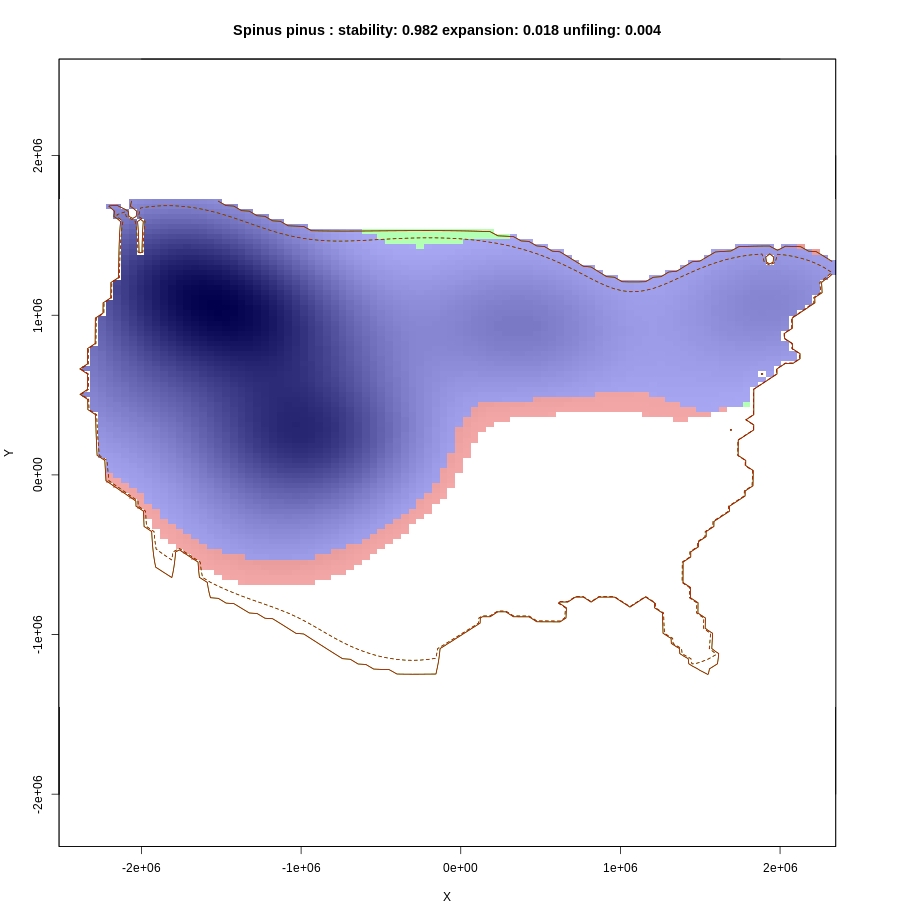 Spinus pinus : stability: 0.982 expansion: 0.018 unfiling: 0.004
2e+06
1e+06
0e+00
-1e+06
-2e+06
Y
-2e+06 -1e+06 0e+00 1e+06 2e+06
X